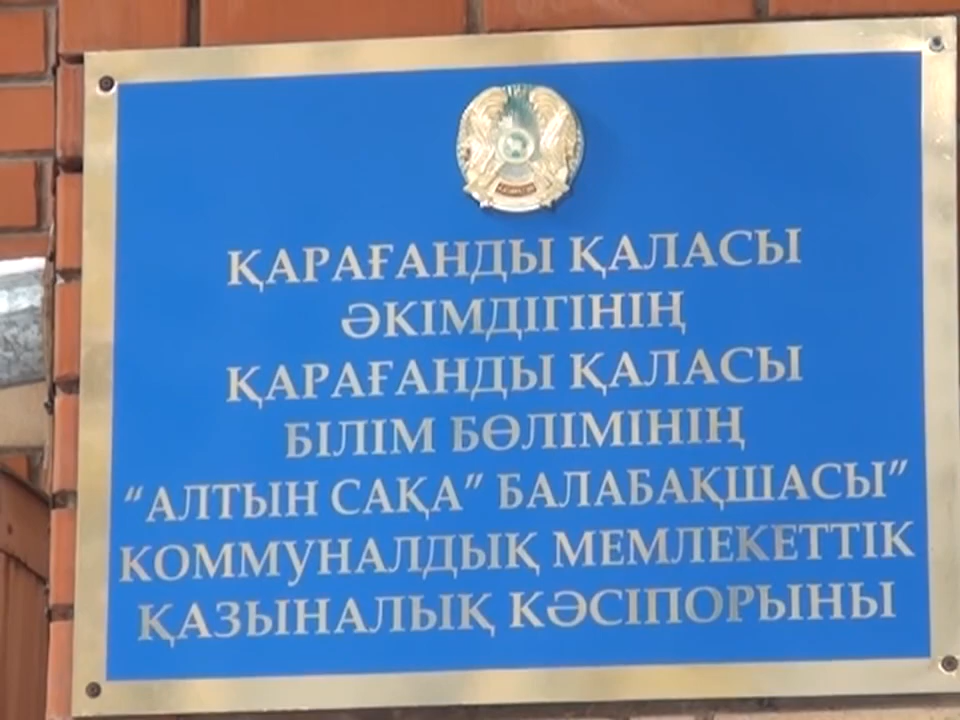 ҚАРАҒАНДЫ ҚАЛАСЫ
ӘКІМДІГІНІҢ
ҚАРАҒАНДЫ ҚАЛАСЫ
БІЛІМ БӨЛІМІНІҢ
“АЛТЫН САҚА” БАЛАБАҚШАСЫ”
КОММУНАЛДЫҚ МЕМЛЕКЕТТІК
ҚАЗЫНАЛЫҚ КӘСІПОРЫНЫ